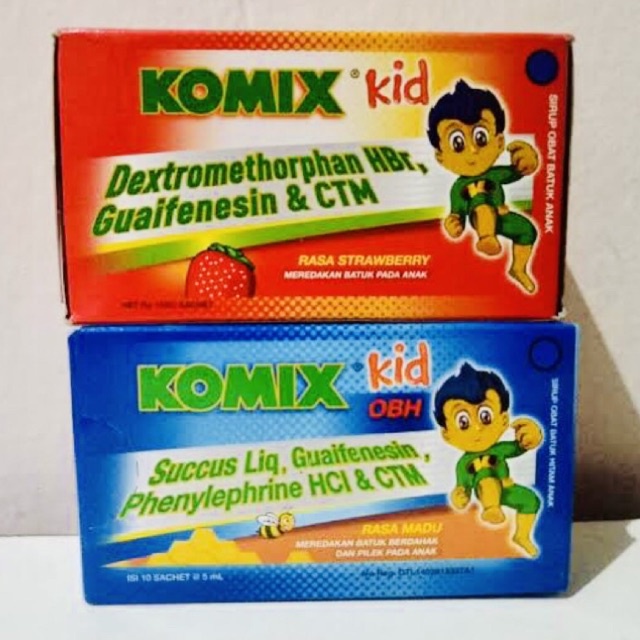 KOMIX® kid
Dextromethorphan HBr,
Guaifenesin & CTM
RASA STRAWBERRY
MEREDAKAN BATUK PADA ANAK
SIRUP OBAT BATUK ANAK
KOMIX kid
OBH
Succus Liq, Guaifenesin,
Phenylephrine HCl & CTM
RASA MADU
MEREDAKAN BATUK BERDAHAK
DAN PILEK PADA ANAK
ISI 10 SACHET @ 5 mL
SIRUP OBAT BATUK HITAM ANAK